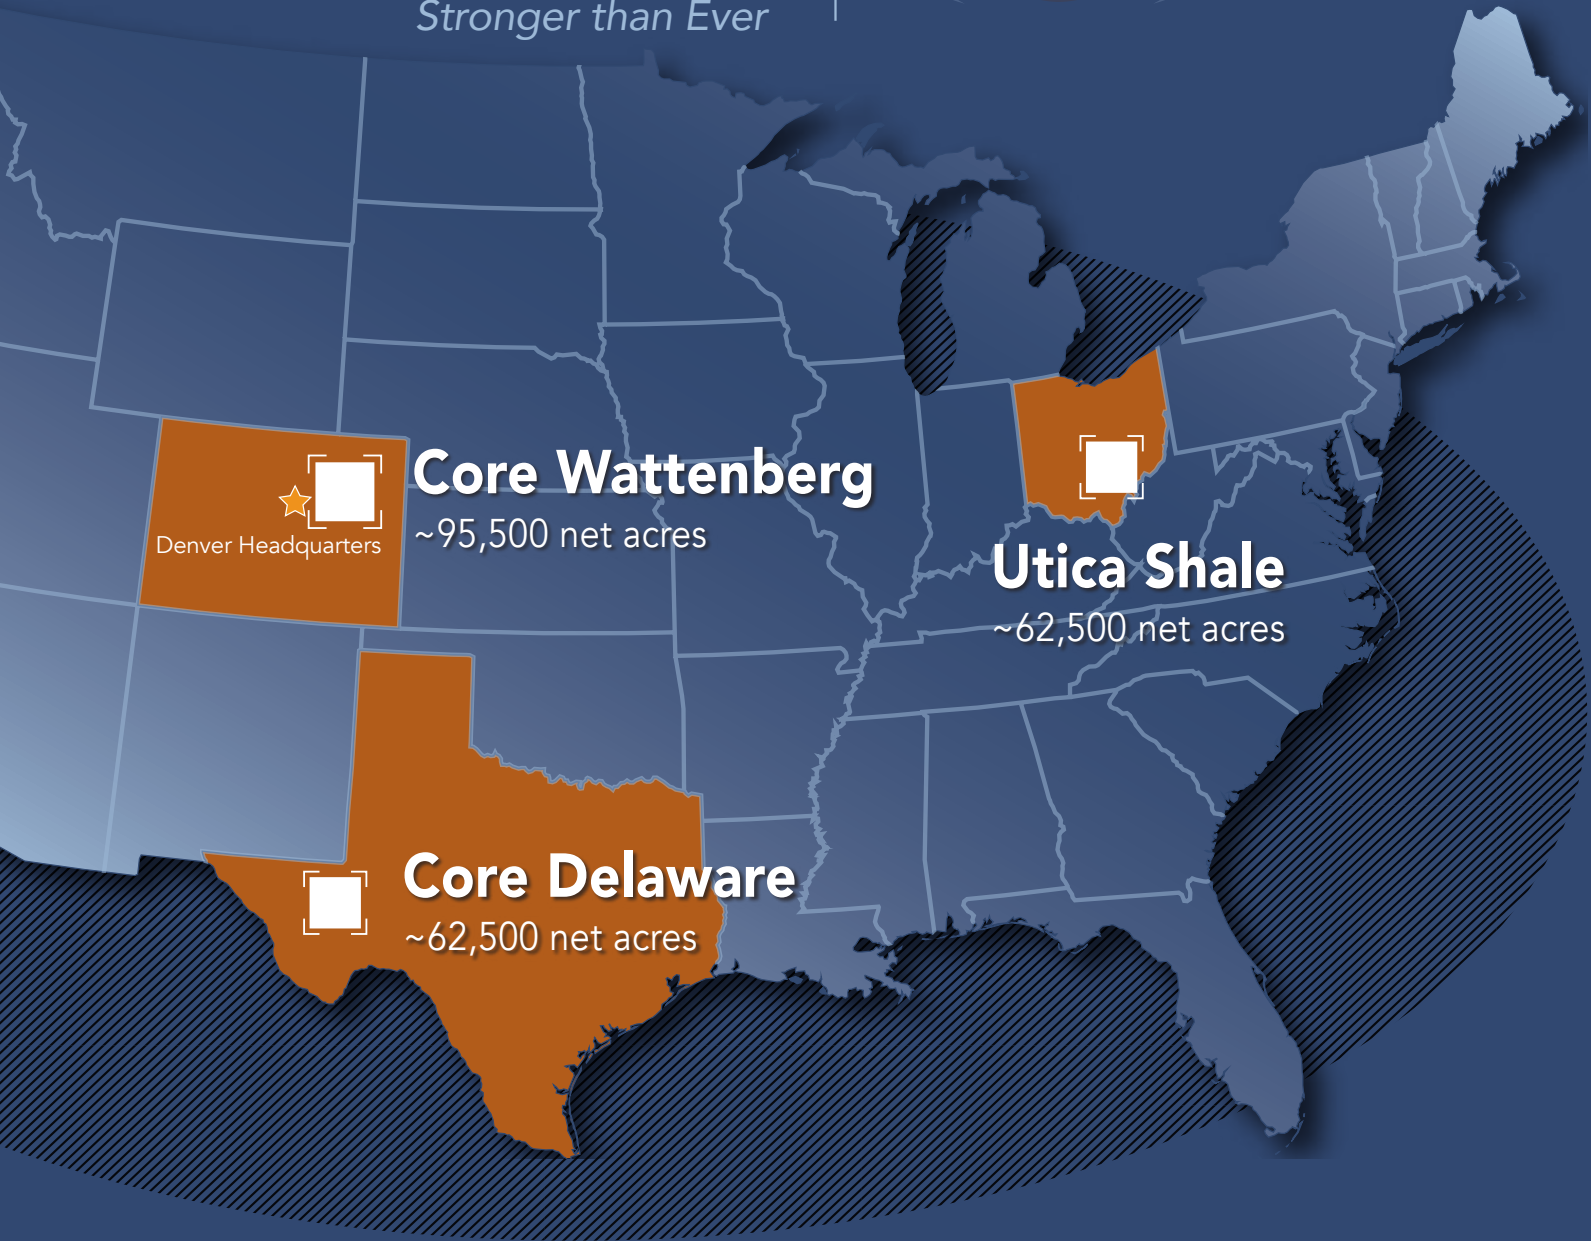 Stronger than Ever
Core Wattenberg
~95,500 net acres
Denver Headquarters
Utica Shale
~62,500 net acres
Core Delaware
~62,500 net acres